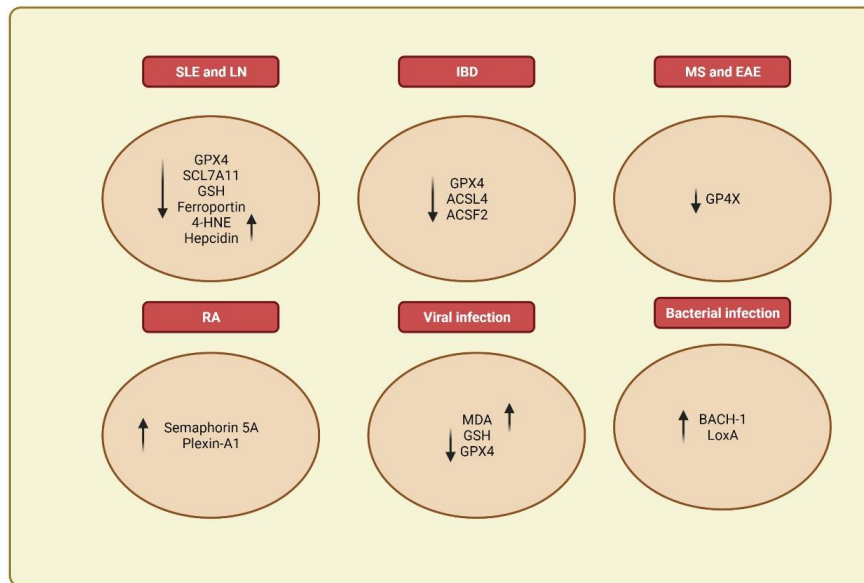 SLE and LN
GPX4
SCL7A11
GSH
Ferroportin
4-HNE
Hepcidin
IBD
GPX4
ACSL4
ACSF2
MS and EAE
GP4X
RA
Semaphorin 5A
Plexin-A1
Viral infection
MDA
GSH
GPX4
Bacterial infection
BACH-1
LoxA